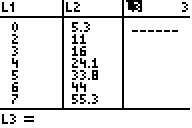 L1 L2 L3 3
0 5.3 ------
2 11
3 16
4 24.1
5 33.8
6 44
7 55.3
L3 =